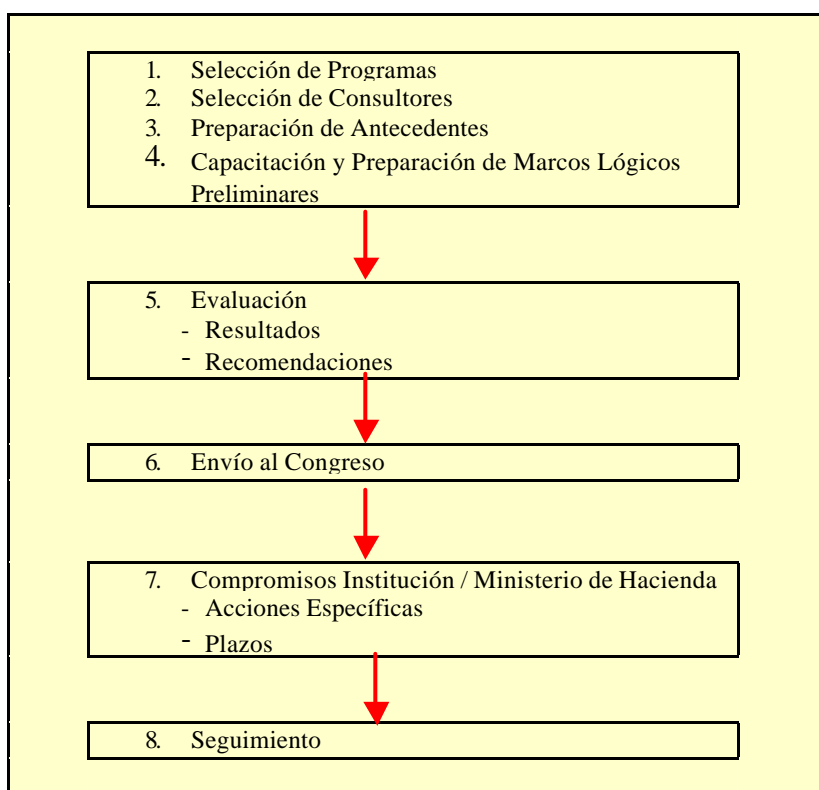 1. Selección de Programas
2. Selección de Consultores
3. Preparación de Antecedentes
4. Capacitación y Preparación de Marcos Lógicos
Preliminares
5. Evaluación
- Resultados
- Recomendaciones
6. Envío al Congreso
7. Compromisos Institución / Ministerio de Hacienda
- Acciones Específicas
- Plazos
8. Seguimiento